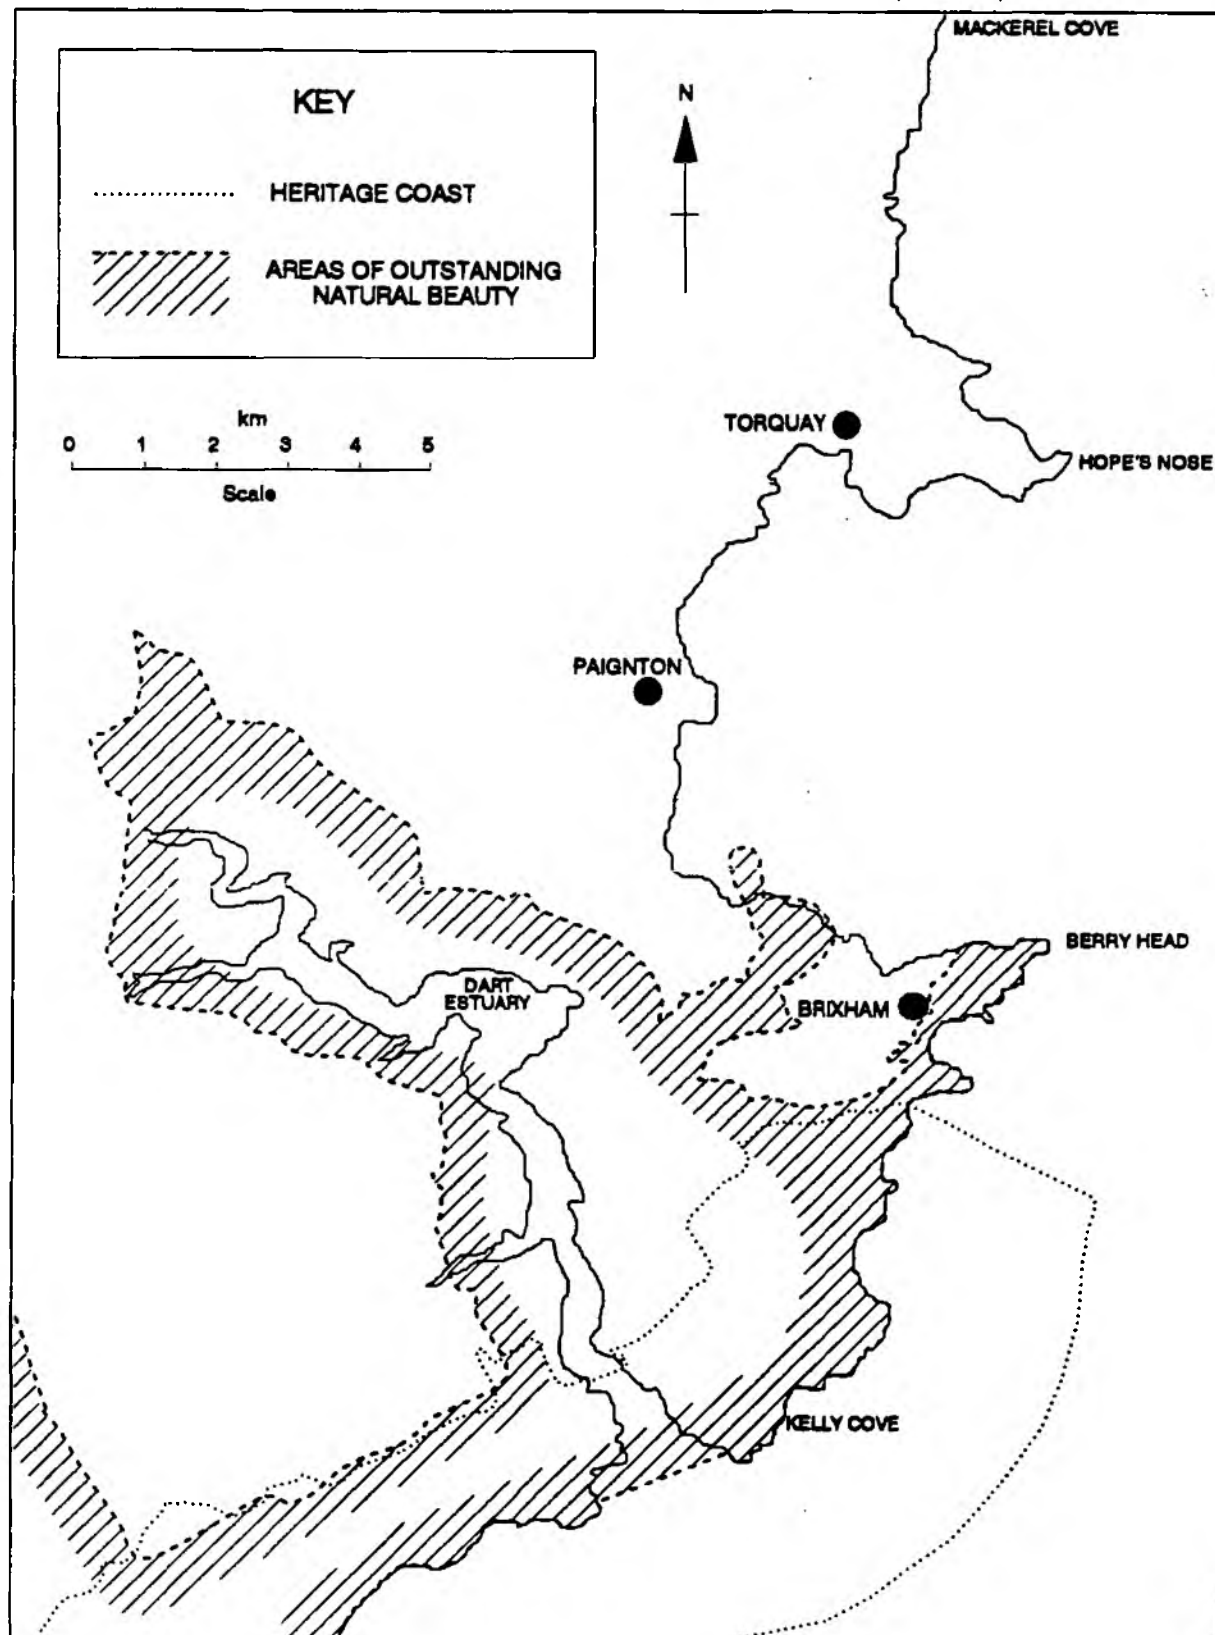 MACKEREL COVE
KEY
N
HERITAGE COAST
AREAS OF OUTSTANDING
NATURAL BEAUTY
km
0 1 2 3 4 5
Scale
TORQUAY
HOPE'S NOSE
PAIGNTON
BERRY HEAD
DART
ESTUARY
BRIXHAM
KELLY COVE